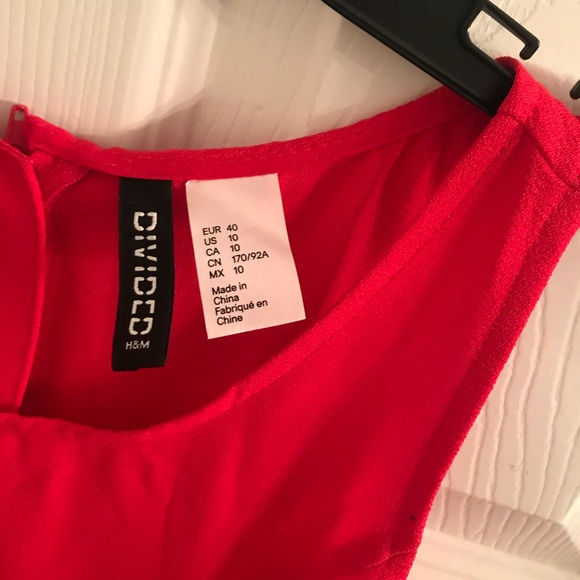 DIVIDED
H&M
EUR 40
US 10
CA 10
CN 170/92A
MX 10
Made in
China
Fabriqué en
Chine